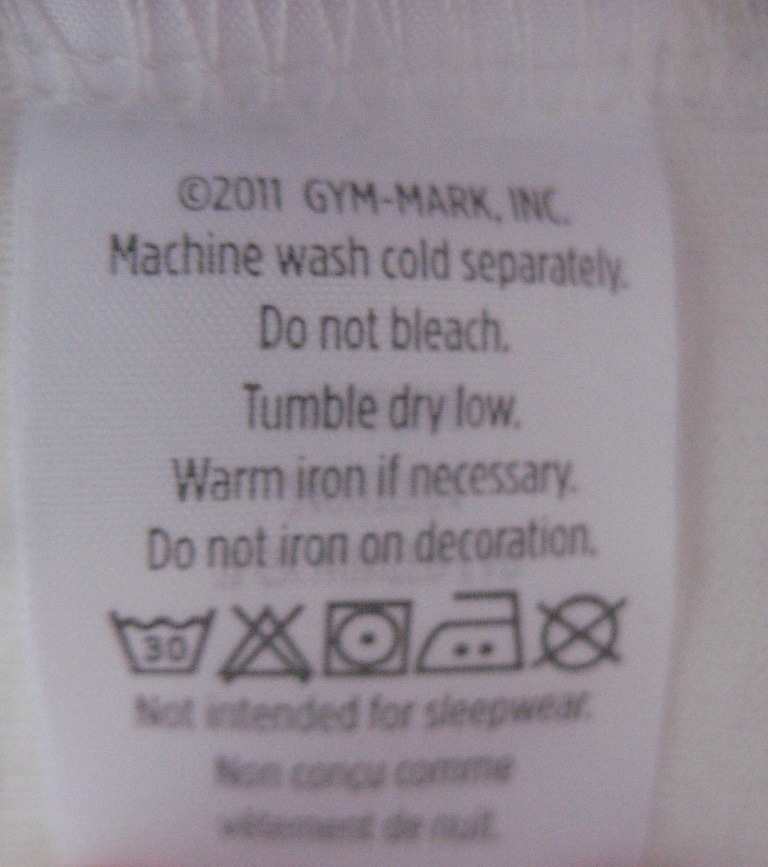 ©2011 GYM-MARK, INC.
Machine wash cold separately.
Do not bleach.
Tumble dry low.
Warm iron if necessary.
Do not iron on decoration.
30
Not intended for sleepwear.
Non conçu comme
vêtement de nuit.